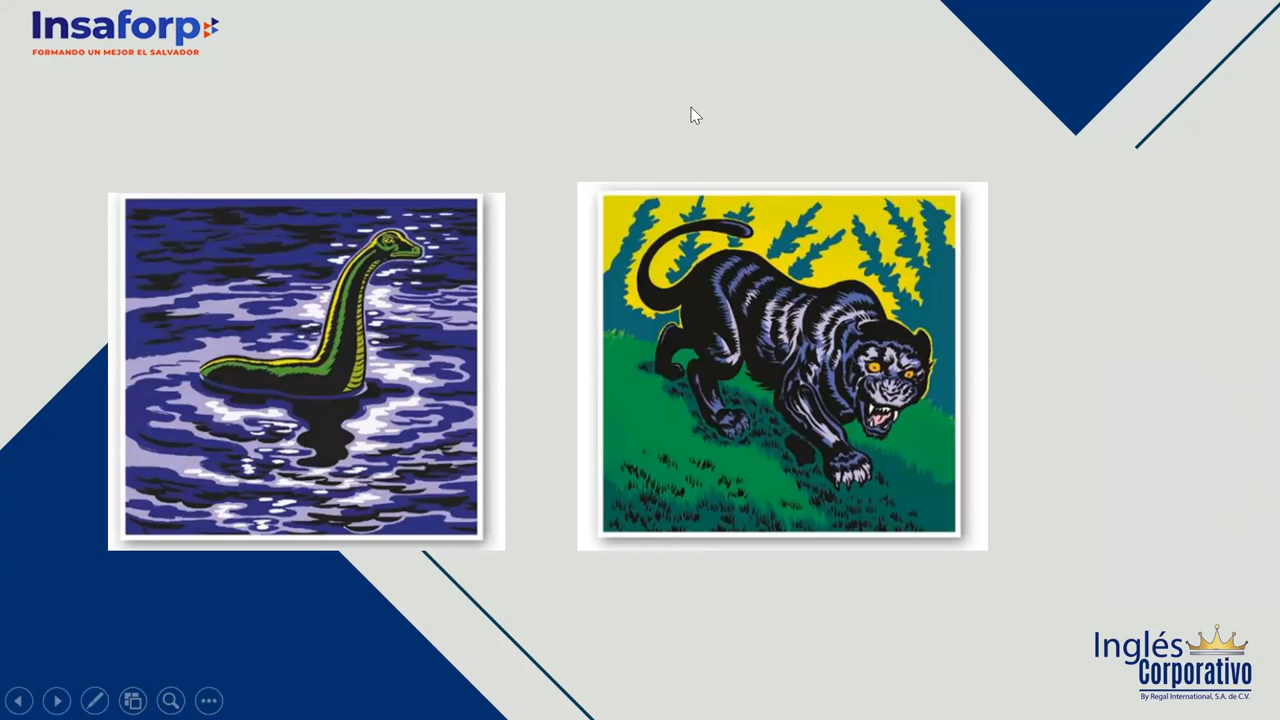 Insaforp
FORMANDO UN MEJOR EL SALVADOR
Inglés
Corporativo
By Regal International, S.A. de C.V.